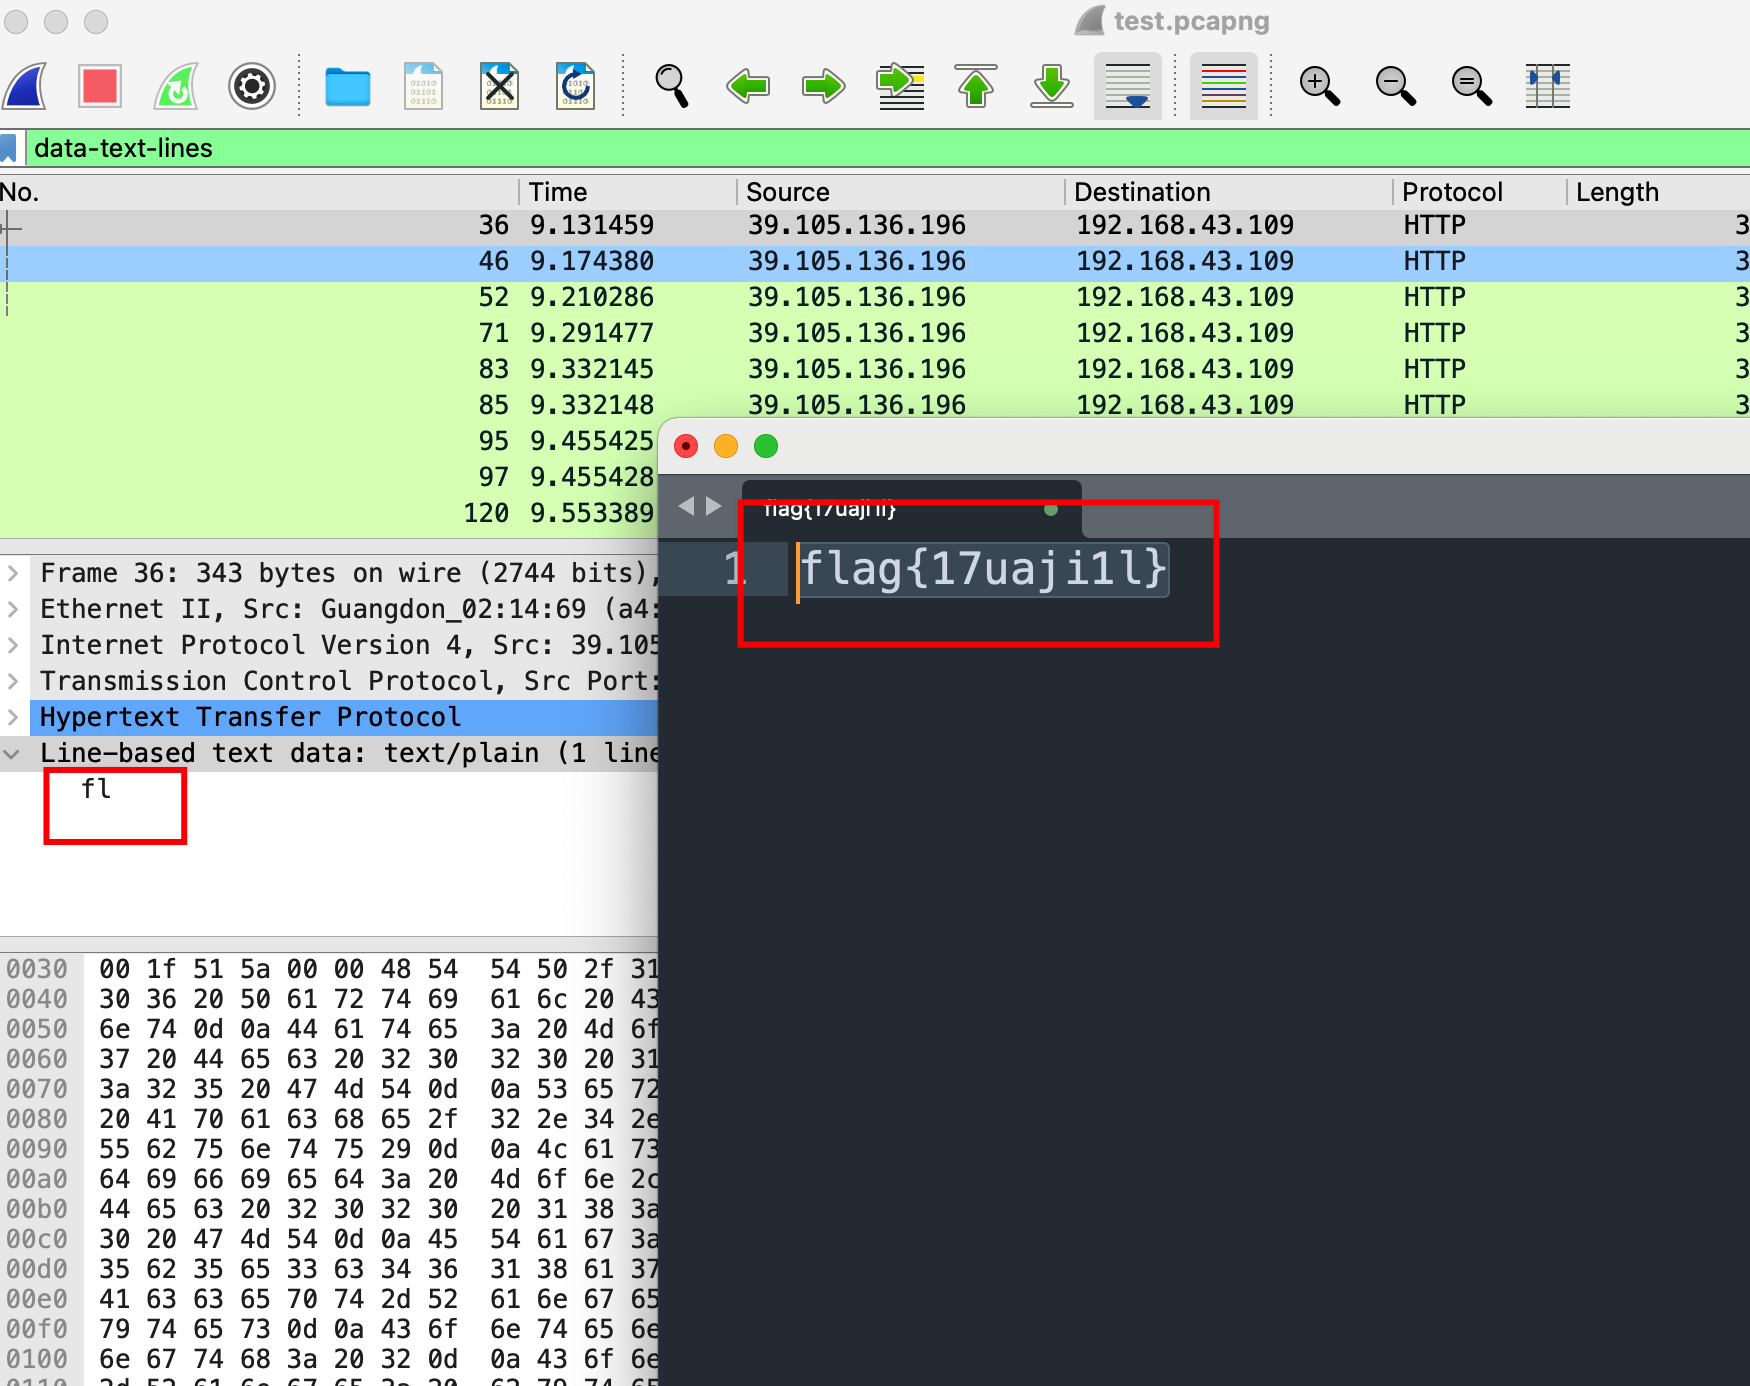 test.pcapng
data-text-lines
No. Time Source Destination Protocol Length
36 9.131459 39.105.136.196 192.168.43.109 HTTP 3
46 9.174380 39.105.136.196 192.168.43.109 HTTP 3
52 9.210286 39.105.136.196 192.168.43.109 HTTP 3
71 9.291477 39.105.136.196 192.168.43.109 HTTP 3
83 9.332145 39.105.136.196 192.168.43.109 HTTP 3
85 9.332148 39.105.136.196 192.168.43.109 HTTP 3
95 9.455425
97 9.455428
120 9.553389
flag{17uaji1l}
1 flag{17uaji1l}
Frame 36: 343 bytes on wire (2744 bits),
Ethernet II, Src: Guangdon_02:14:69 (a4:
Internet Protocol Version 4, Src: 39.105
Transmission Control Protocol, Src Port:
Hypertext Transfer Protocol
Line-based text data: text/plain (1 line
fl
0030 00 1f 51 5a 00 00 48 54 54 50 2f 31
0040 30 36 20 50 61 72 74 69 61 6c 20 43
0050 6e 74 0d 0a 44 61 74 65 3a 20 4d 6f
0060 37 20 44 65 63 20 32 30 32 30 20 31
0070 3a 32 35 20 47 4d 54 0d 0a 53 65 72
0080 20 41 70 61 63 68 65 2f 32 2e 34 2e
0090 55 62 75 6e 74 75 29 0d 0a 4c 61 73
00a0 64 69 66 69 65 64 3a 20 4d 6f 6e 2c
00b0 44 65 63 20 32 30 32 30 20 31 38 3a
00c0 30 20 47 4d 54 0d 0a 45 54 61 67 3a
00d0 35 62 35 65 33 63 34 36 31 38 61 37
00e0 41 63 63 65 70 74 2d 52 61 6e 67 65
00f0 79 74 65 73 0d 0a 43 6f 6e 74 65 6e
0100 6e 67 74 68 3a 20 32 0d 0a 43 6f 6e